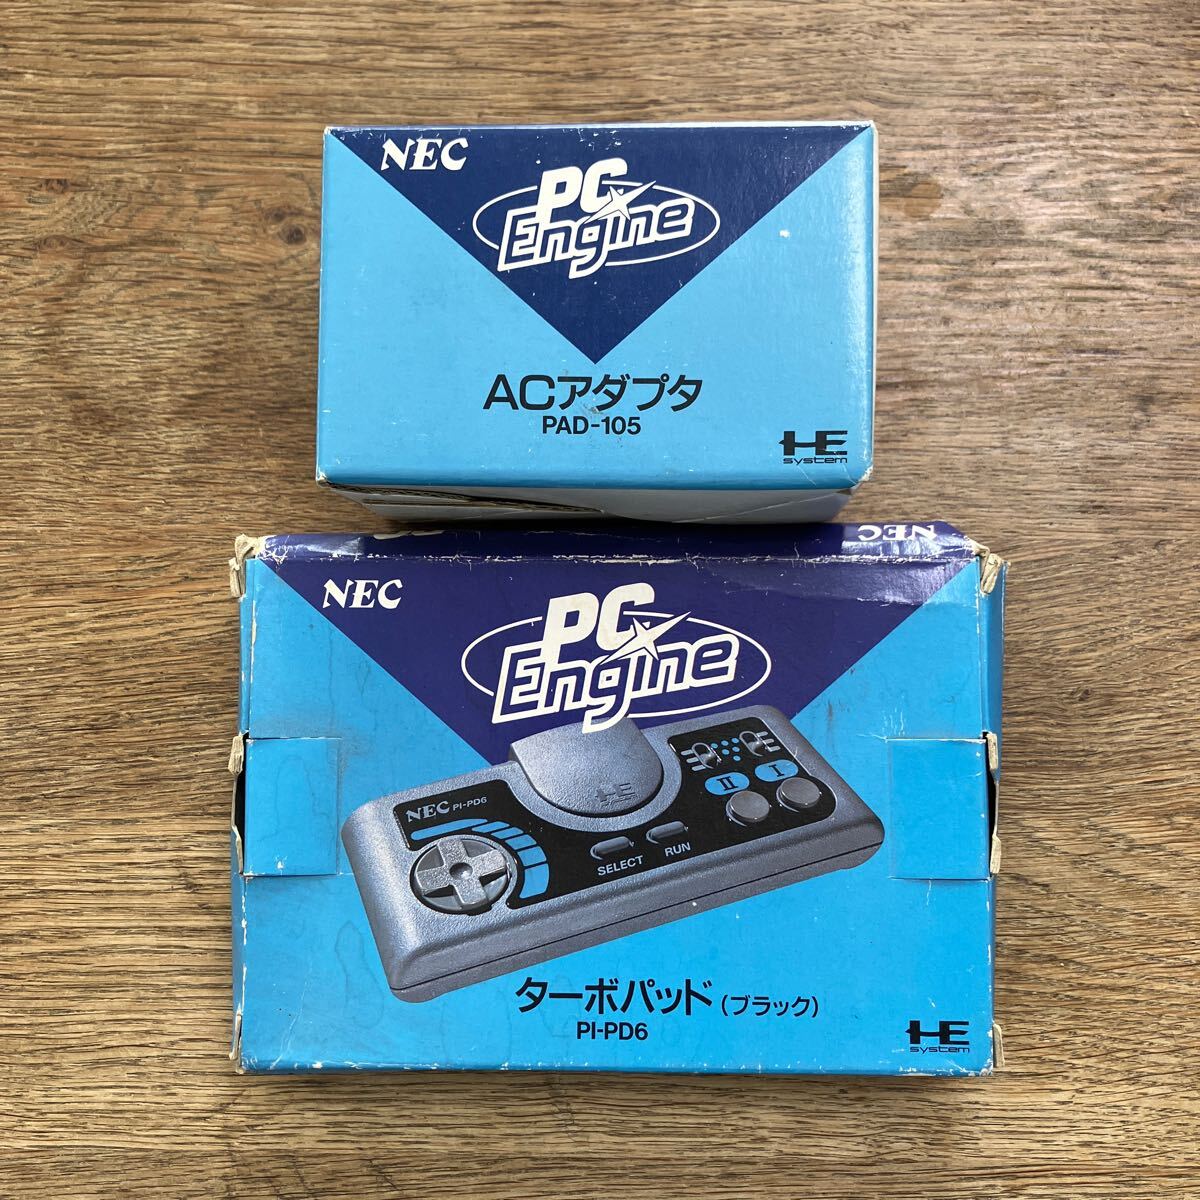 NEC
PC
Engine
ACアダプタ
PAD-105
HE
system
NEC
NEC
PC
Engine
NEC PI-PD6
HE
II
I
SELECT
RUN
ターボパッド(ブラック)
PI-PD6
HE
system